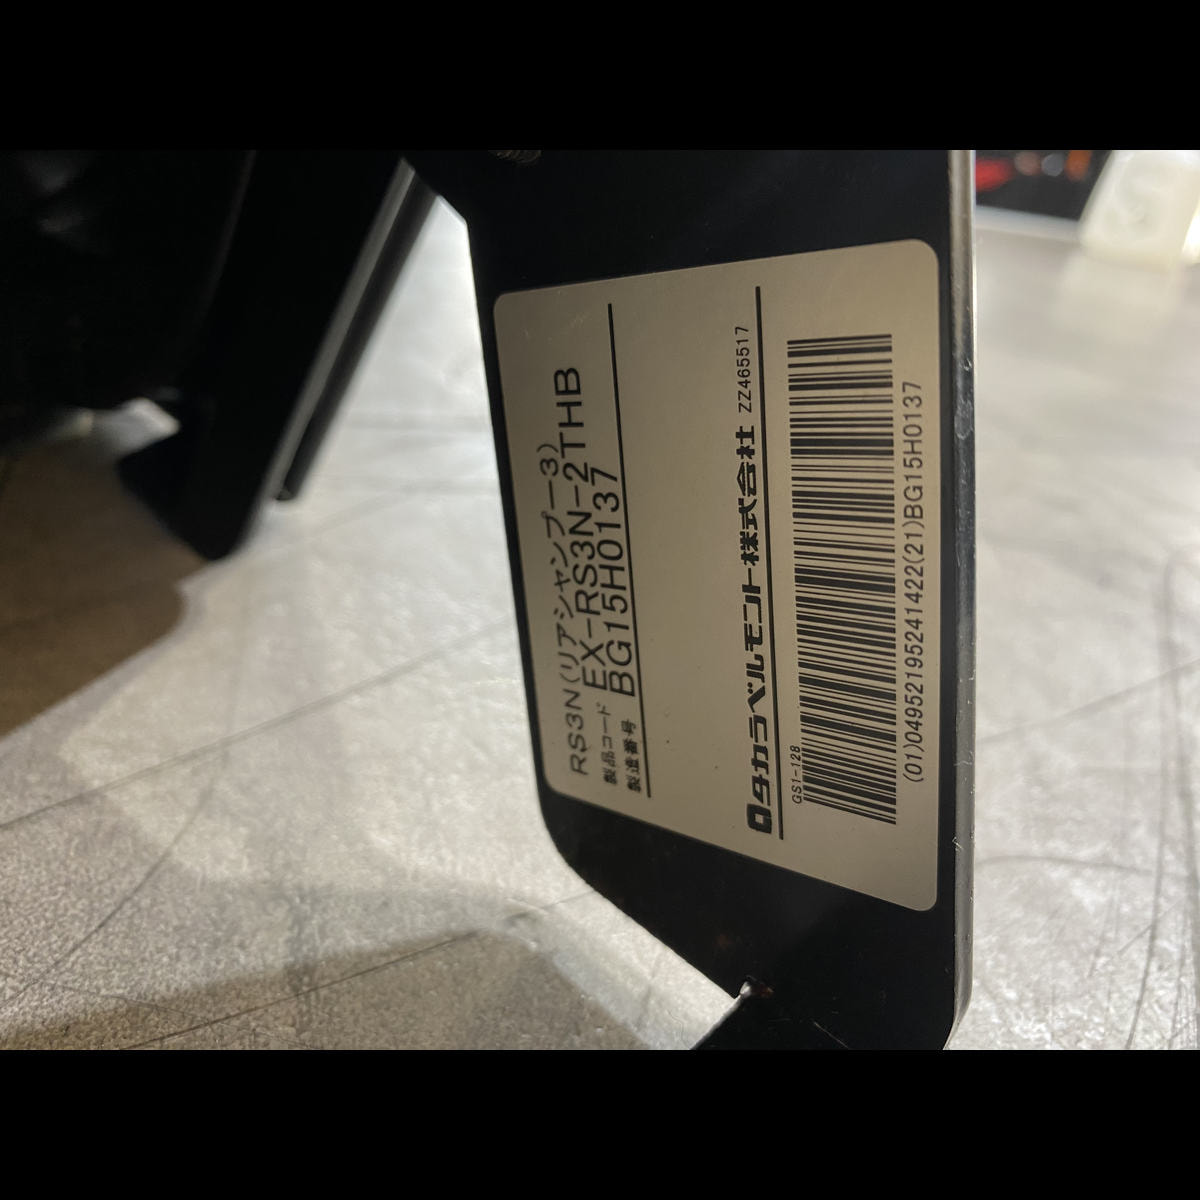 RS3N(リアシャンプー3)
製品コード EX-RS3N-2THB
製造番号 BG15H0137
タカラベルモント株式会社 ZZ465517
GS1-128
(01)04952195241422(21)BG15H0137